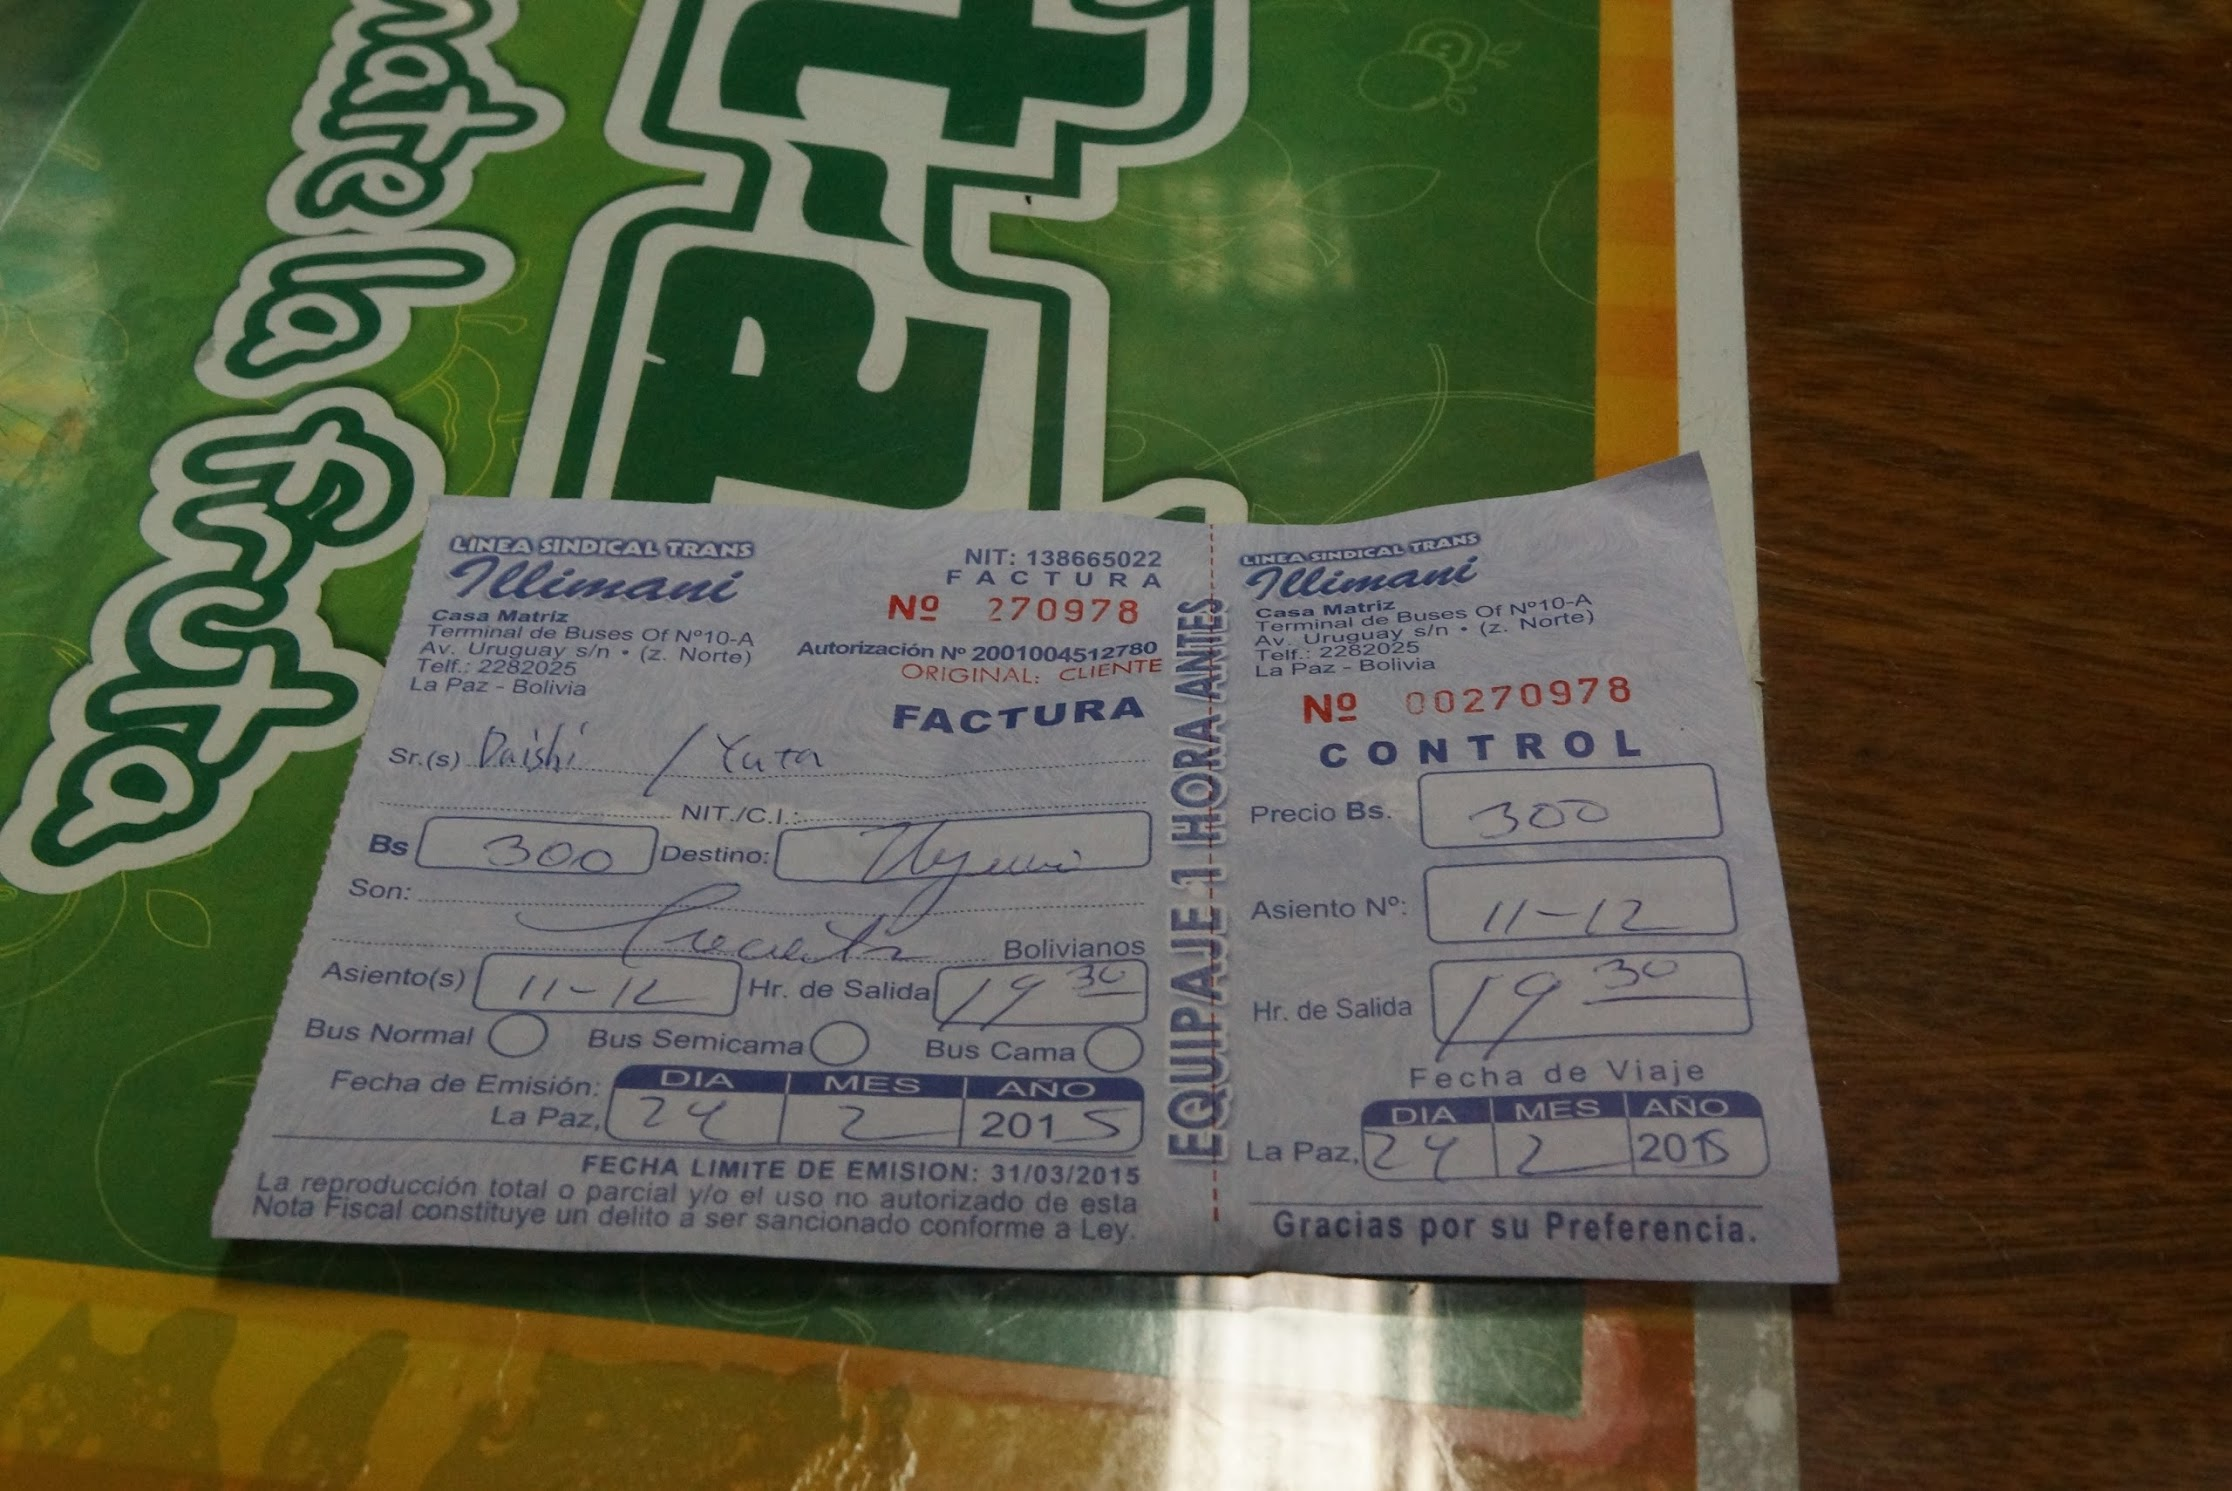 nate la fruta
LINEA SINDICAL TRANS
Illimani
Casa Matriz
Terminal de Buses Of Nº10-A
Av. Uruguay s/n • (z. Norte)
Telf.: 2282025
La Paz - Bolivia
NIT: 138665022
FACTURA
Nº 270978
Autorización Nº 2001004512780
ORIGINAL: CLIENTE
FACTURA
Sr.(s) Daishi / Yuta
NIT./C.I.:
Bs 300 Destino: Uyuni
Son:
Trecientos Bolivianos
Asiento(s) 11-12 Hr. de Salida 19 30
Bus Normal Bus Semicama Bus Cama
Fecha de Emisión: DIA MES AÑO
La Paz, 24 2 2015
FECHA LIMITE DE EMISION: 31/03/2015
La reproducción total o parcial y/o el uso no autorizado de esta
Nota Fiscal constituye un delito a ser sancionado conforme a Ley.
EQUIPAJE 1 HORA ANTES
LINEA SINDICAL TRANS
Illimani
Casa Matriz
Terminal de Buses Of Nº10-A
Av. Uruguay s/n • (z. Norte)
Telf.: 2282025
La Paz - Bolivia
Nº 00270978
CONTROL
Precio Bs. 300
Asiento Nº: 11-12
Hr. de Salida 19 30
Fecha de Viaje
DIA MES AÑO
La Paz, 24 2 2015
Gracias por su Preferencia.